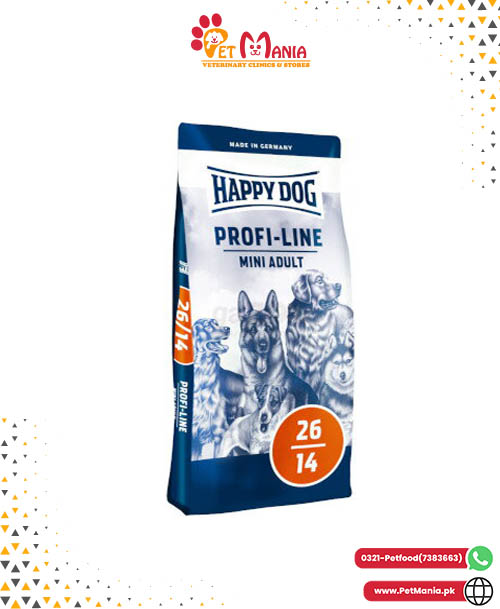 PET MANIA
VETERINARY CLINICS & STORES
MADE IN GERMANY
HAPPY DOG
PROFI-LINE
MINI ADULT
26
14
26/14
PROFI-LINE
0321-Petfood(7383663)
www.PetMania.pk